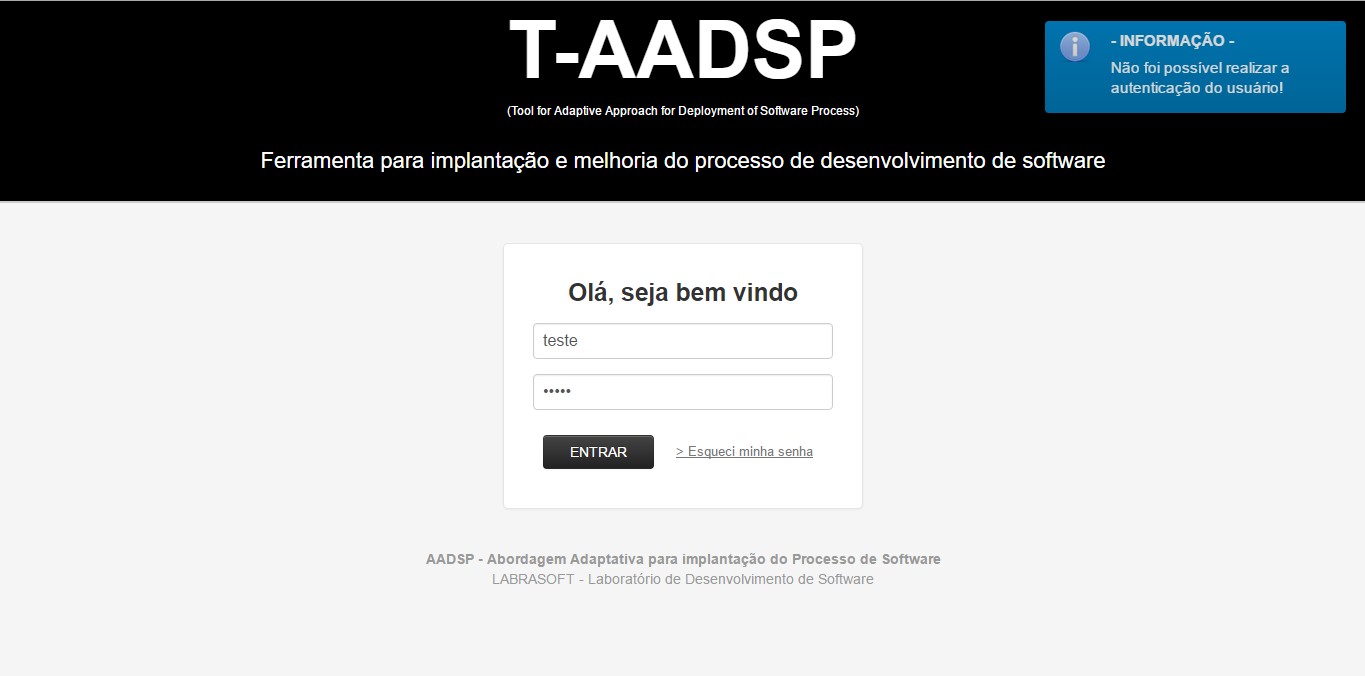 T-AADSP
(Tool for Adaptive Approach for Deployment of Software Process)
Ferramenta para implantação e melhoria do processo de desenvolvimento de software
- INFORMAÇÃO -
Não foi possível realizar a
autenticação do usuário!
Olá, seja bem vindo
teste
•••••
ENTRAR
> Esqueci minha senha
AADSP - Abordagem Adaptativa para implantação do Processo de Software
LABRASOFT - Laboratório de Desenvolvimento de Software